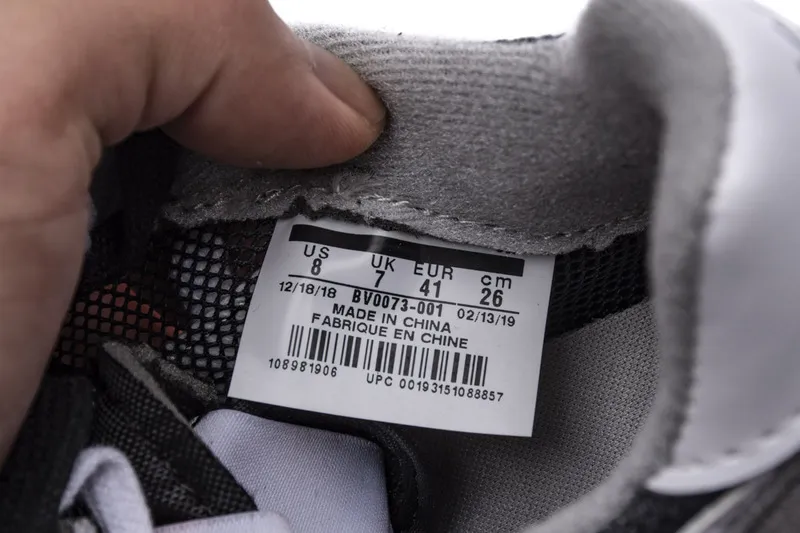 US UK EUR cm
8 7 41 26
12/18/18 BV0073-001 02/13/19
MADE IN CHINA
FABRIQUE EN CHINE
108981906 UPC 00193151088857